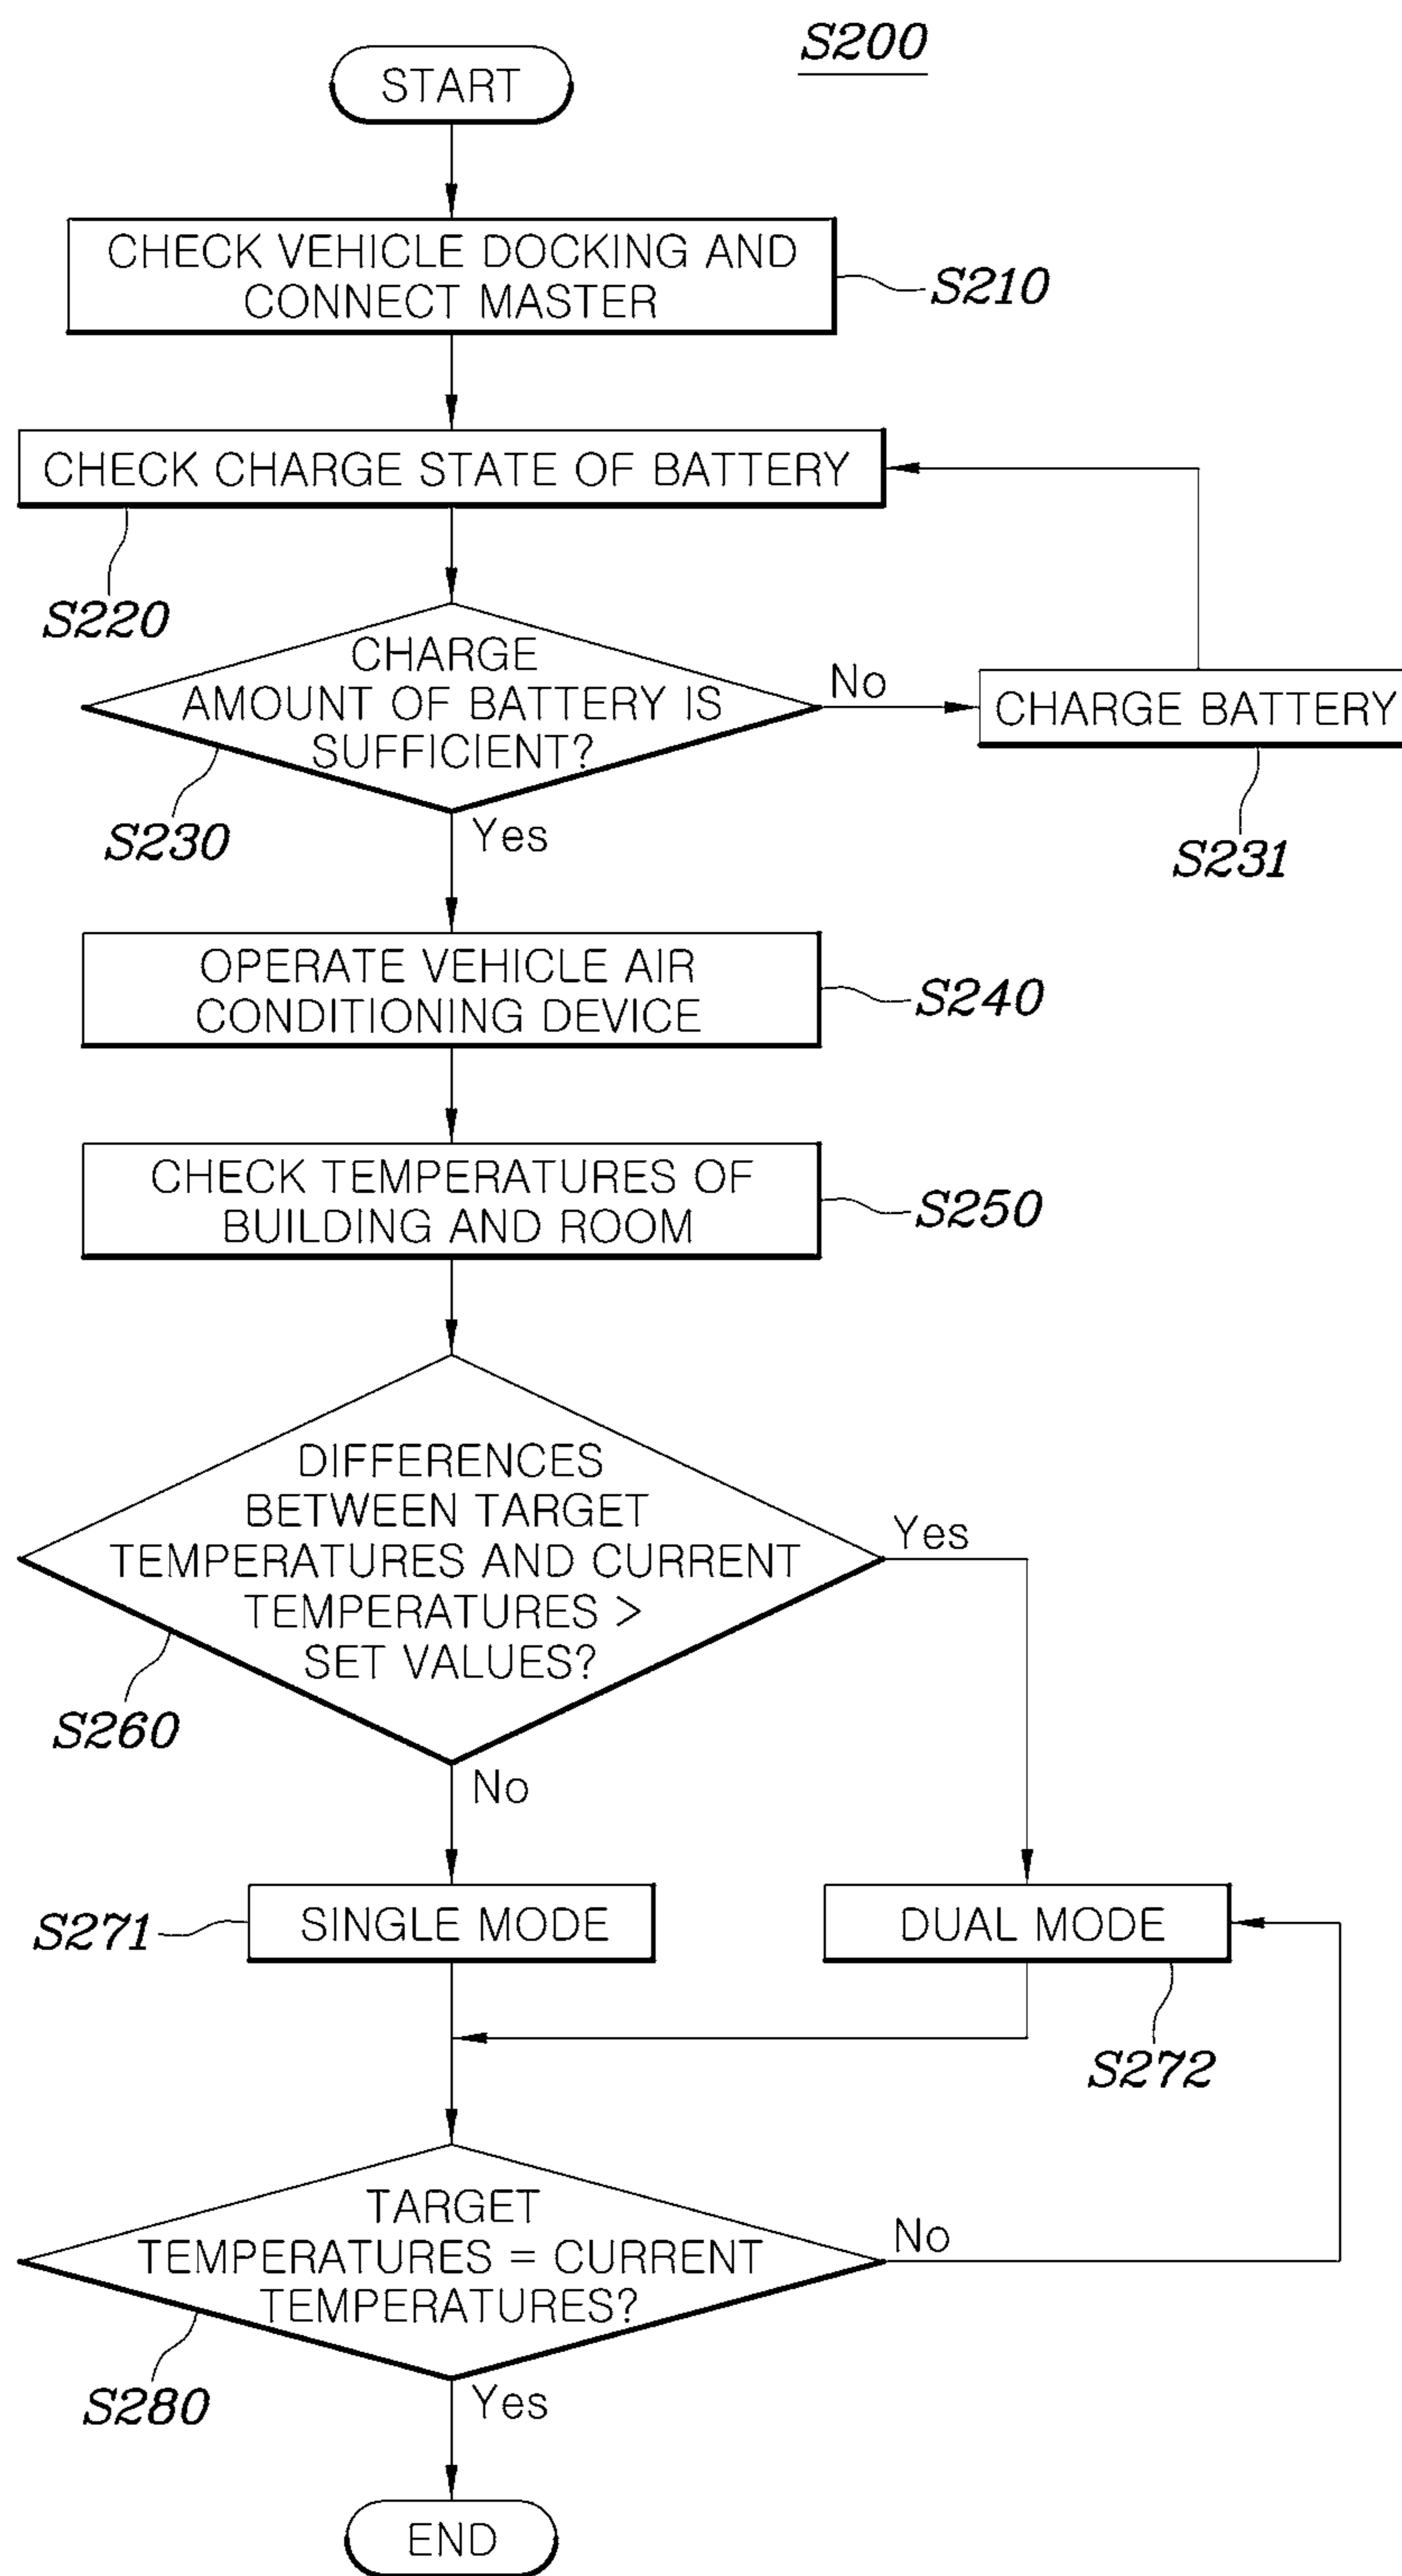 S200
START
CHECK VEHICLE DOCKING AND
CONNECT MASTER
S210
CHECK CHARGE STATE OF BATTERY
S220
CHARGE
AMOUNT OF BATTERY IS
SUFFICIENT?
No
CHARGE BATTERY
S230
Yes
S231
OPERATE VEHICLE AIR
CONDITIONING DEVICE
S240
CHECK TEMPERATURES OF
BUILDING AND ROOM
S250
DIFFERENCES
BETWEEN TARGET
TEMPERATURES AND CURRENT
TEMPERATURES >
SET VALUES?
Yes
S260
No
S271
SINGLE MODE
DUAL MODE
S272
TARGET
TEMPERATURES = CURRENT
TEMPERATURES?
No
S280
Yes
END